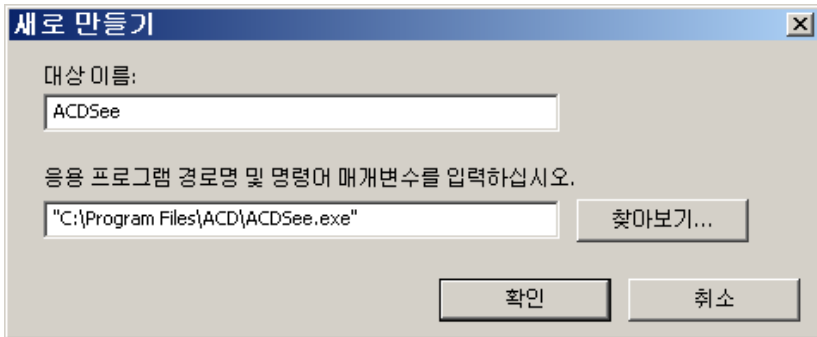 새로 만들기
대상 이름:
ACDSee
응용 프로그램 경로명 및 명령어 매개변수를 입력하십시오.
"C:\Program Files\ACD\ACDSee.exe"
찾아보기...
확인
취소